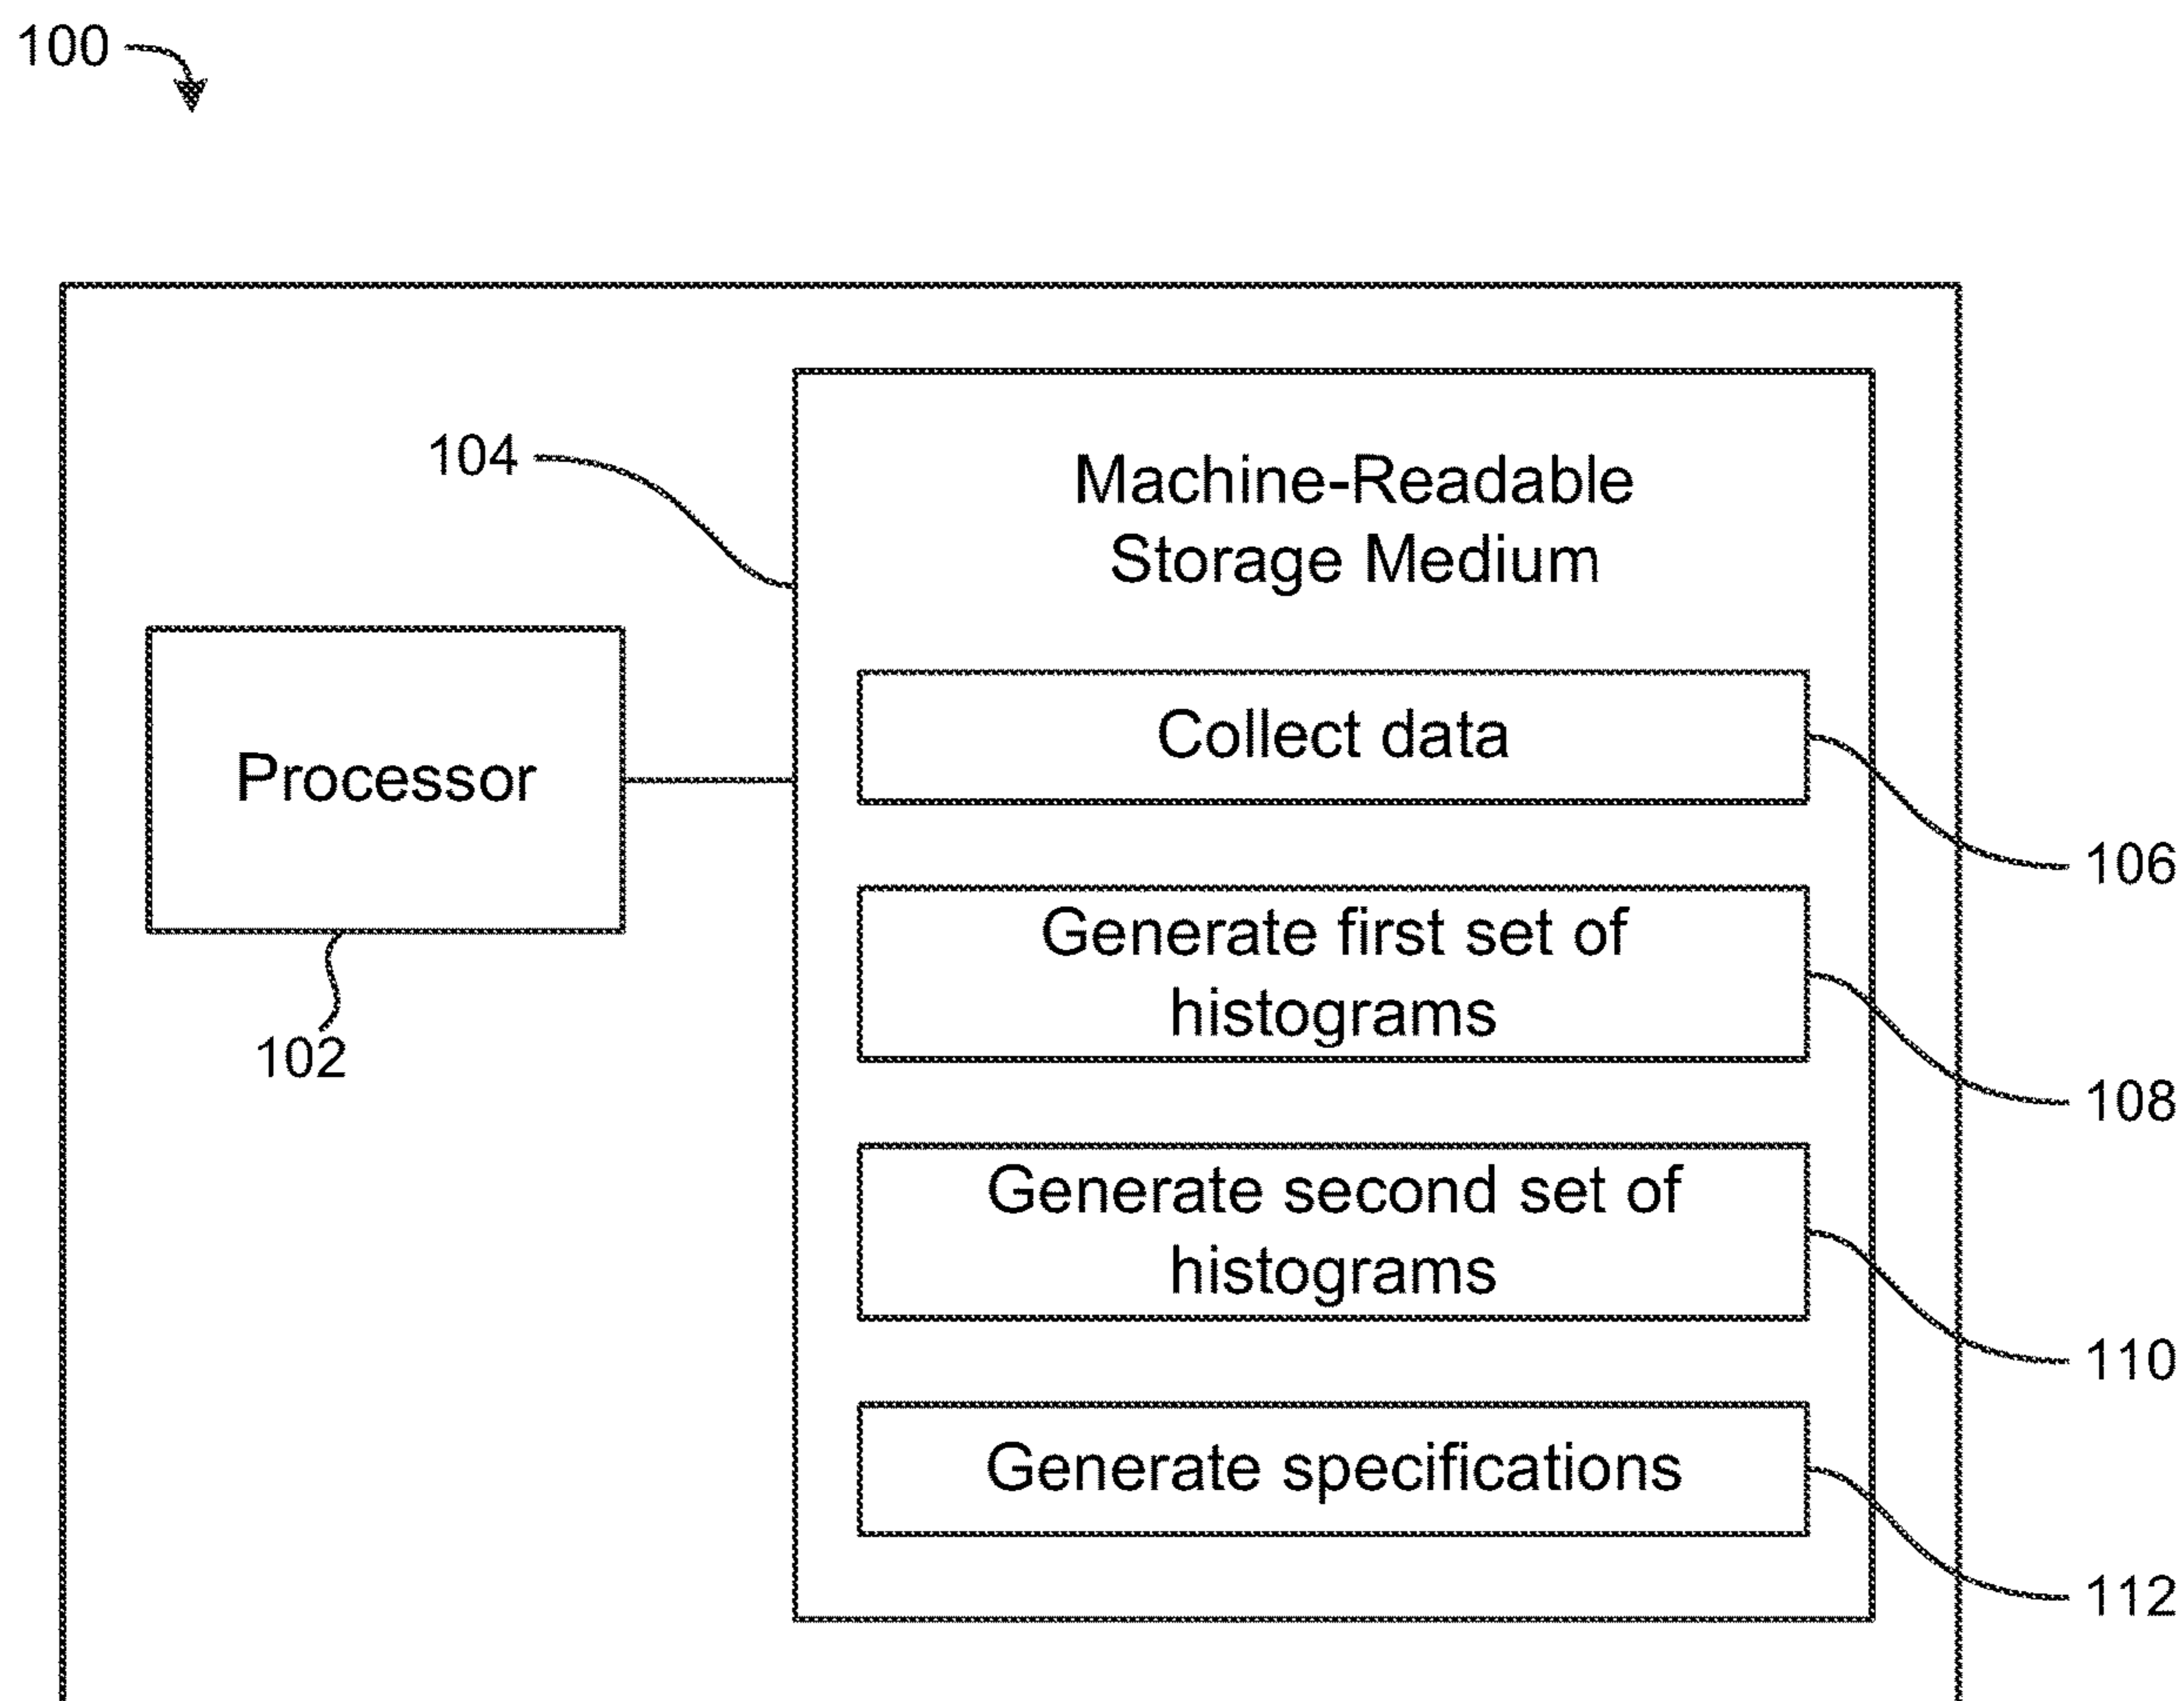 100
104
Machine-Readable
Storage Medium
Processor
102
Collect data
106
Generate first set of
histograms
108
Generate second set of
histograms
110
Generate specifications
112